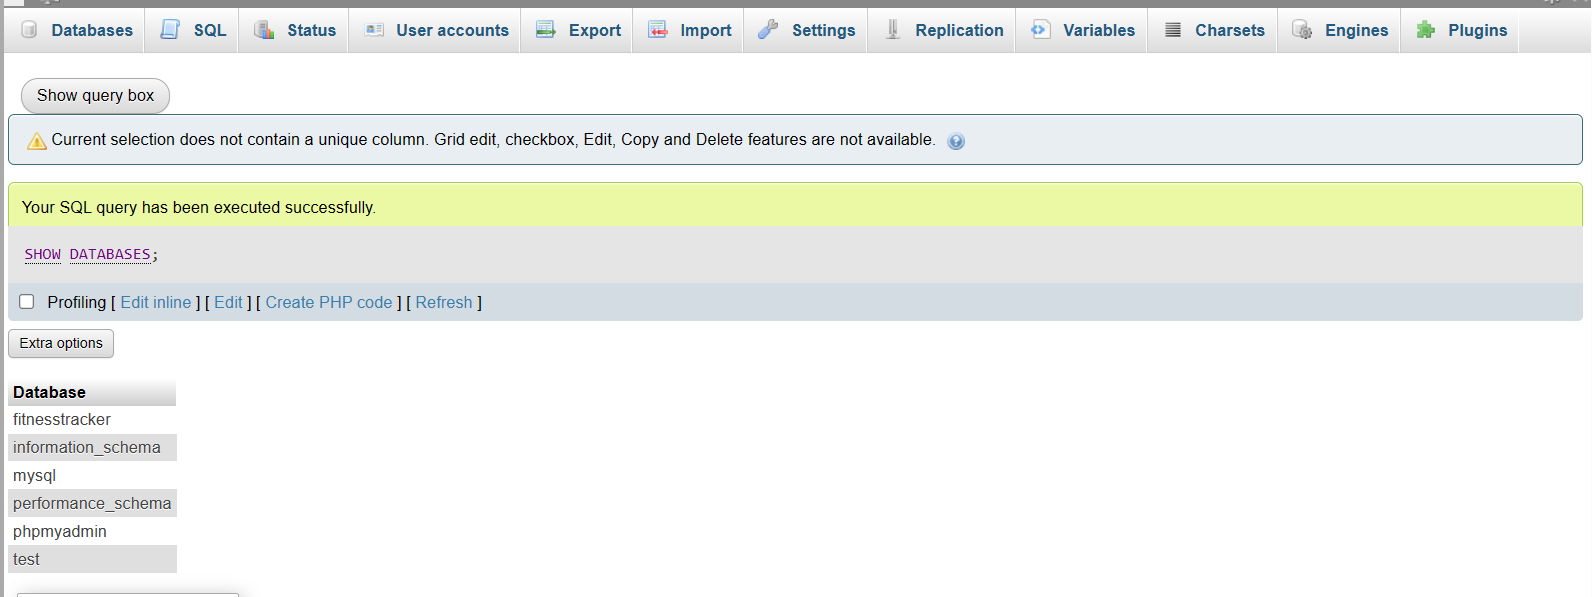 Databases SQL Status User accounts Export Import Settings Replication Variables Charsets Engines Plugins
Show query box
Current selection does not contain a unique column. Grid edit, checkbox, Edit, Copy and Delete features are not available.
Your SQL query has been executed successfully.
SHOW DATABASES;
Profiling [ Edit inline ] [ Edit ] [ Create PHP code ] [ Refresh ]
Extra options
Database
fitnesstracker
information_schema
mysql
performance_schema
phpmyadmin
test